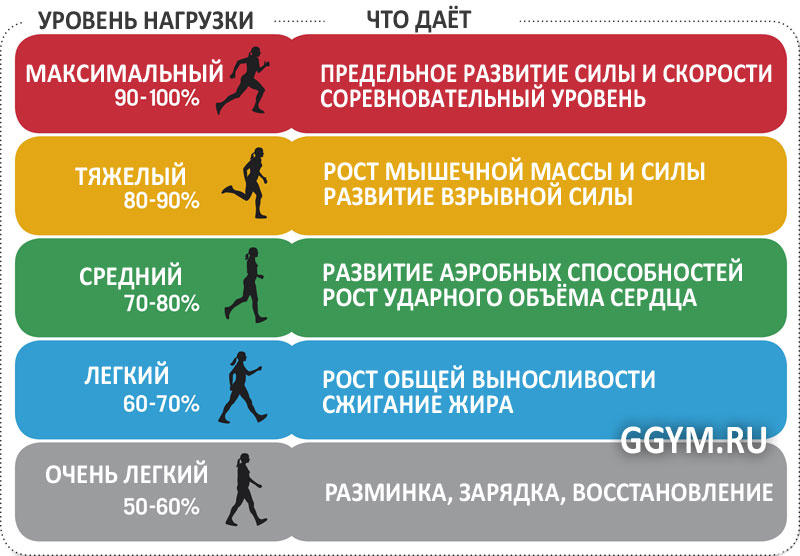 УРОВЕНЬ НАГРУЗКИ
ЧТО ДАЁТ
МАКСИМАЛЬНЫЙ
90-100%
ПРЕДЕЛЬНОЕ РАЗВИТИЕ СИЛЫ И СКОРОСТИ
СОРЕВНОВАТЕЛЬНЫЙ УРОВЕНЬ
ТЯЖЕЛЫЙ
80-90%
РОСТ МЫШЕЧНОЙ МАССЫ И СИЛЫ
РАЗВИТИЕ ВЗРЫВНОЙ СИЛЫ
СРЕДНИЙ
70-80%
РАЗВИТИЕ АЭРОБНЫХ СПОСОБНОСТЕЙ
РОСТ УДАРНОГО ОБЪЁМА СЕРДЦА
ЛЕГКИЙ
60-70%
РОСТ ОБЩЕЙ ВЫНОСЛИВОСТИ
СЖИГАНИЕ ЖИРА
GGYM.RU
ОЧЕНЬ ЛЕГКИЙ
50-60%
РАЗМИНКА, ЗАРЯДКА, ВОССТАНОВЛЕНИЕ